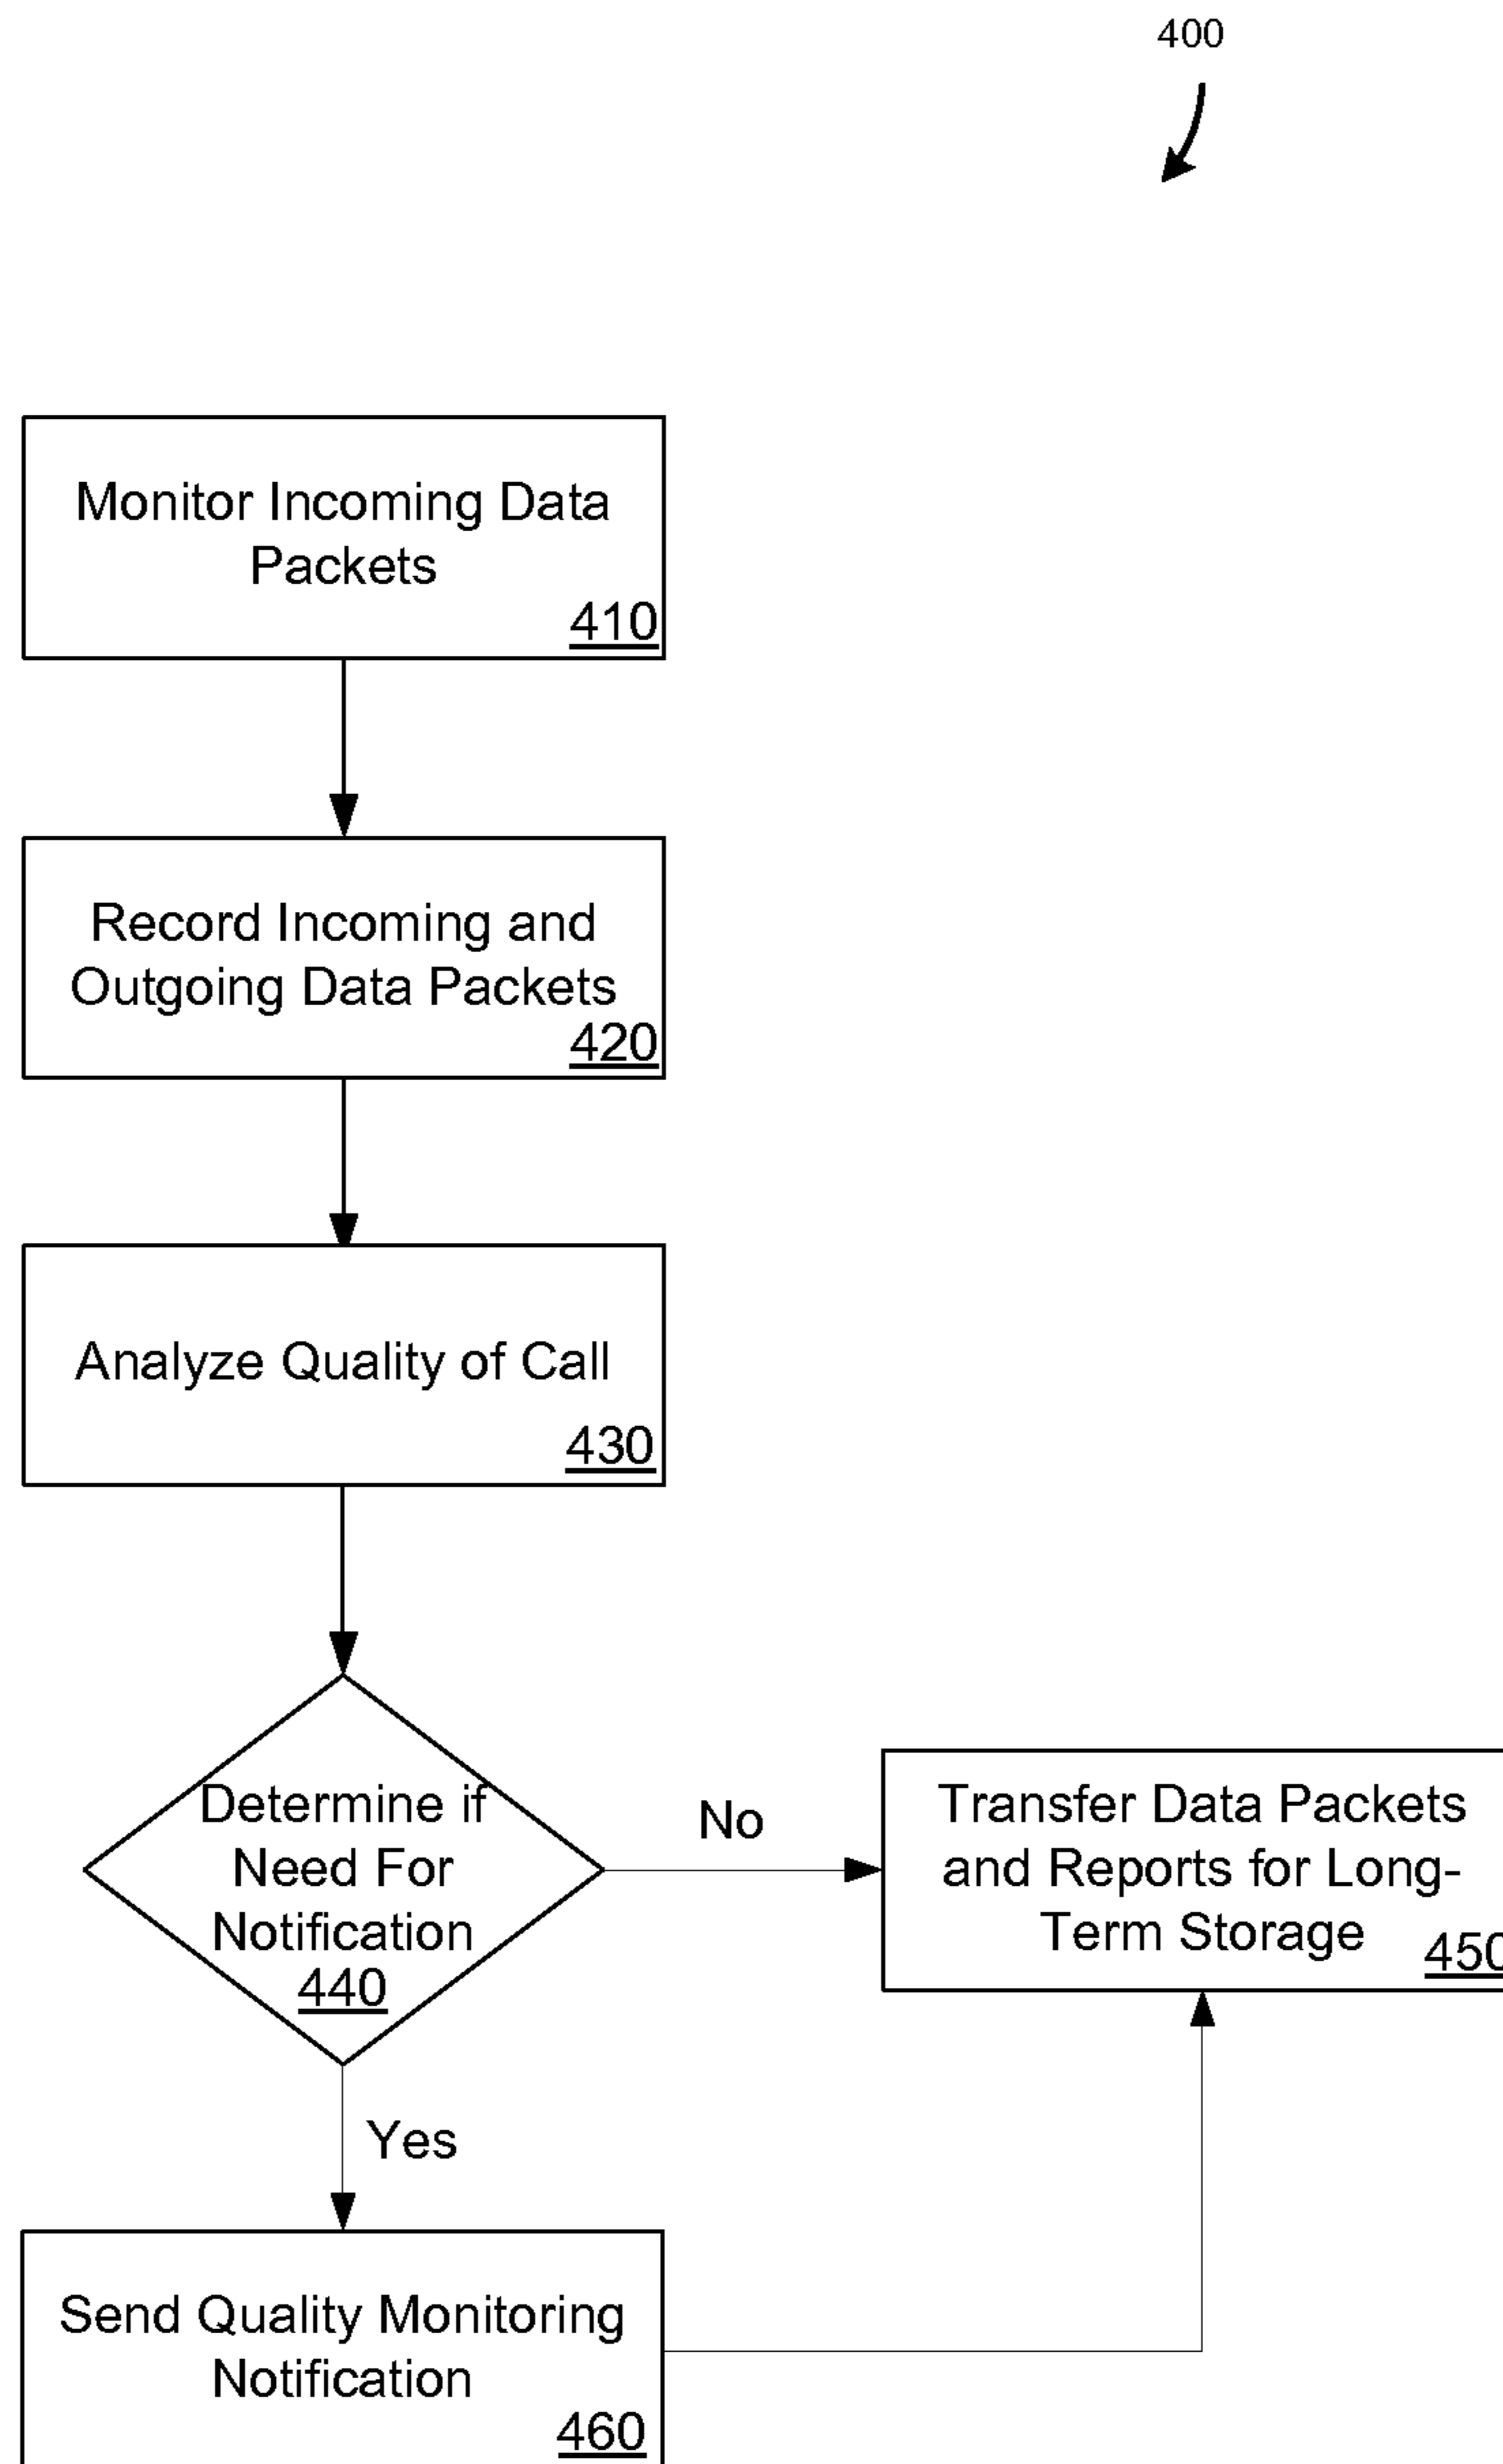 400
Monitor Incoming Data
Packets
410
Record Incoming and
Outgoing Data Packets
420
Analyze Quality of Call
430
Determine if
Need For
Notification
440
No
Transfer Data Packets
and Reports for Long-
Term Storage
450
Yes
Send Quality Monitoring
Notification
460